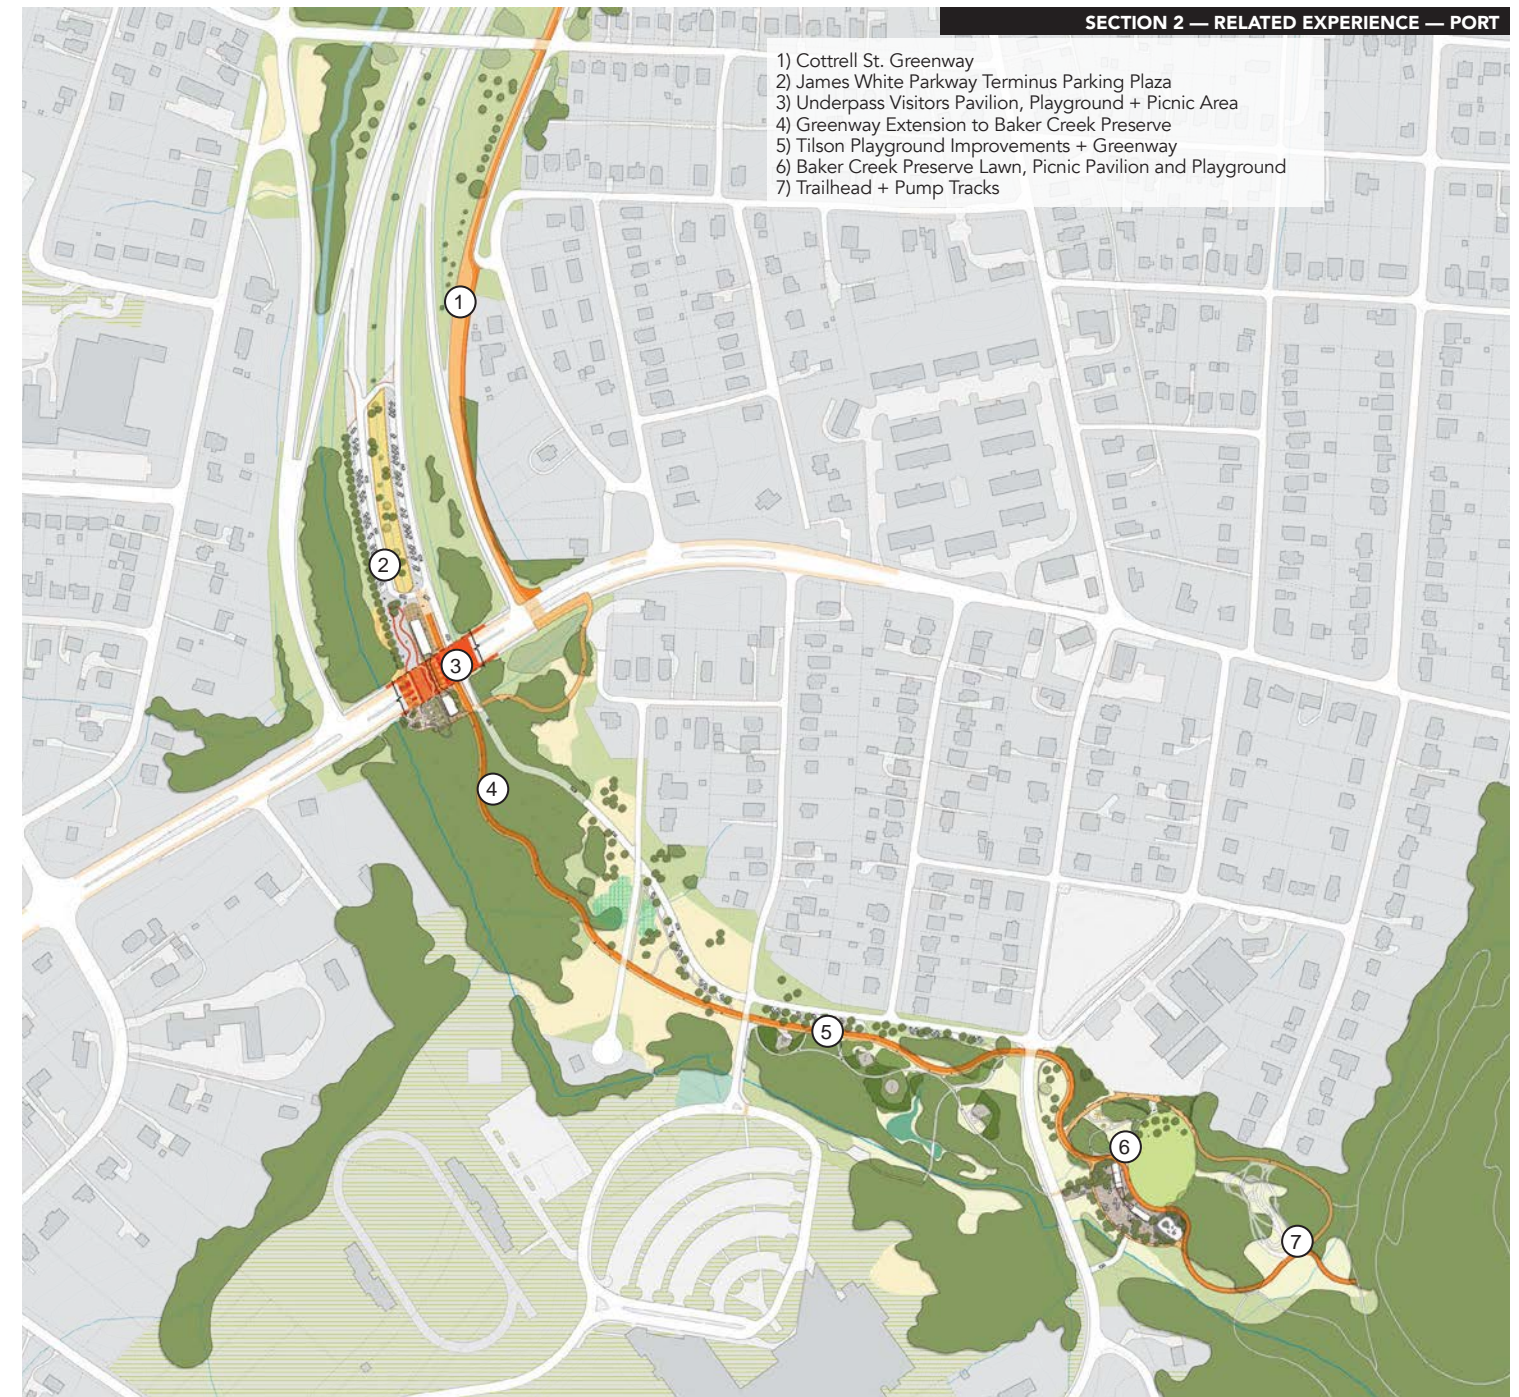 SECTION 2 — RELATED EXPERIENCE — PORT
1) Cottrell St. Greenway
2) James White Parkway Terminus Parking Plaza
3) Underpass Visitors Pavilion, Playground + Picnic Area
4) Greenway Extension to Baker Creek Preserve
5) Tilson Playground Improvements + Greenway
6) Baker Creek Preserve Lawn, Picnic Pavilion and Playground
7) Trailhead + Pump Tracks
1
2
3
4
5
6
7